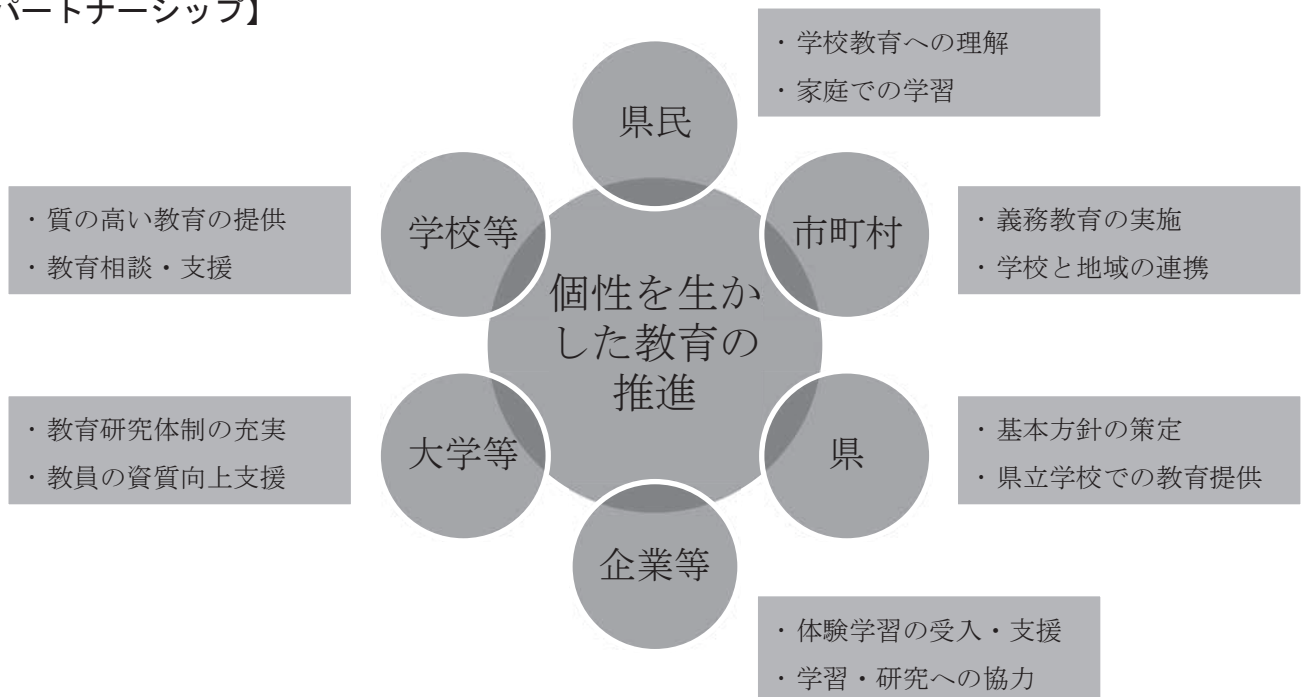 パートナーシップ】
・学校教育への理解
・家庭での学習
県民
学校等
・質の高い教育の提供
・教育相談・支援
市町村
・義務教育の実施
・学校と地域の連携
個性を生か
した教育の
推進
大学等
・教育研究体制の充実
・教員の資質向上支援
県
・基本方針の策定
・県立学校での教育提供
企業等
・体験学習の受入・支援
・学習・研究への協力